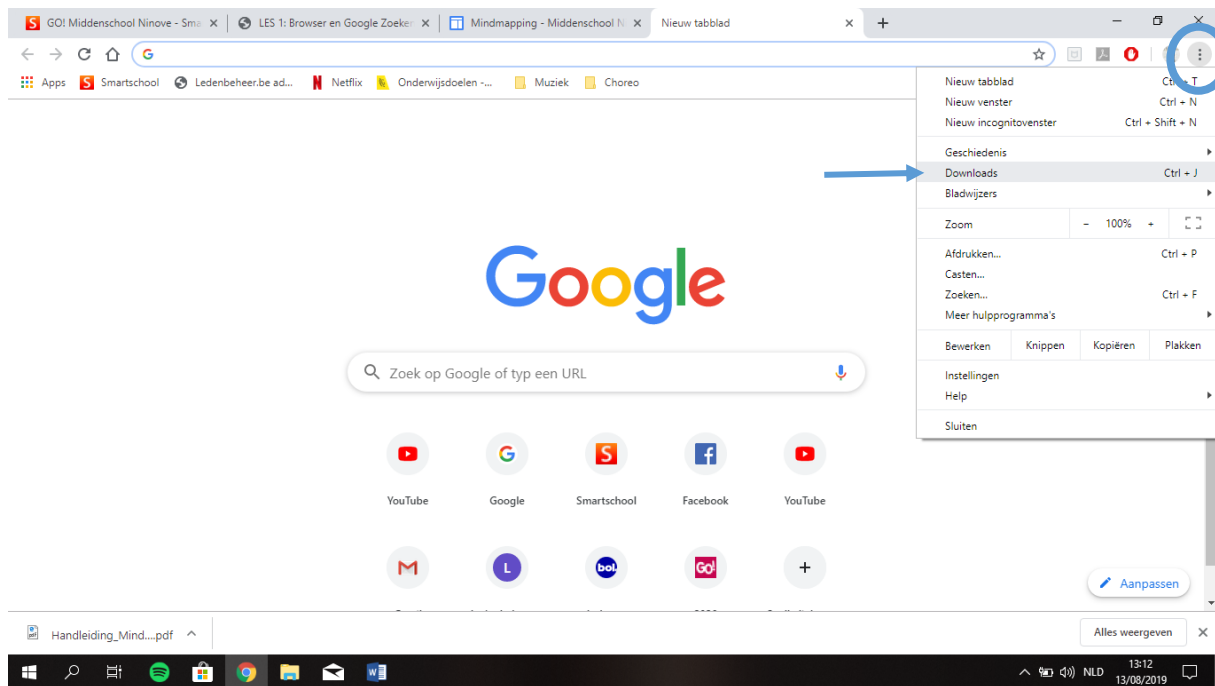 GO! Middenschool Ninove - Sma
LES 1: Browser en Google Zoeken
Mindmapping - Middenschool N
Nieuw tabblad
Apps
Smartschool
Ledenbeheer.be ad...
Netflix
Onderwijsdoelen -...
Muziek
Choreo
Nieuw tabblad Ctrl + T
Nieuw venster Ctrl + N
Nieuw incognitovenster Ctrl + Shift + N
Geschiedenis
Downloads Ctrl + J
Bladwijzers
Zoom - 100% +
Afdrukken... Ctrl + P
Casten...
Zoeken... Ctrl + F
Meer hulpprogramma's
Bewerken Knippen Kopiëren Plakken
Instellingen
Help
Sluiten
Google
Zoek op Google of typ een URL
YouTube
Google
Smartschool
Facebook
YouTube
L
bol.
GO!
Aanpassen
Handleiding_Mind....pdf
Alles weergeven
NLD
13:12
13/08/2019